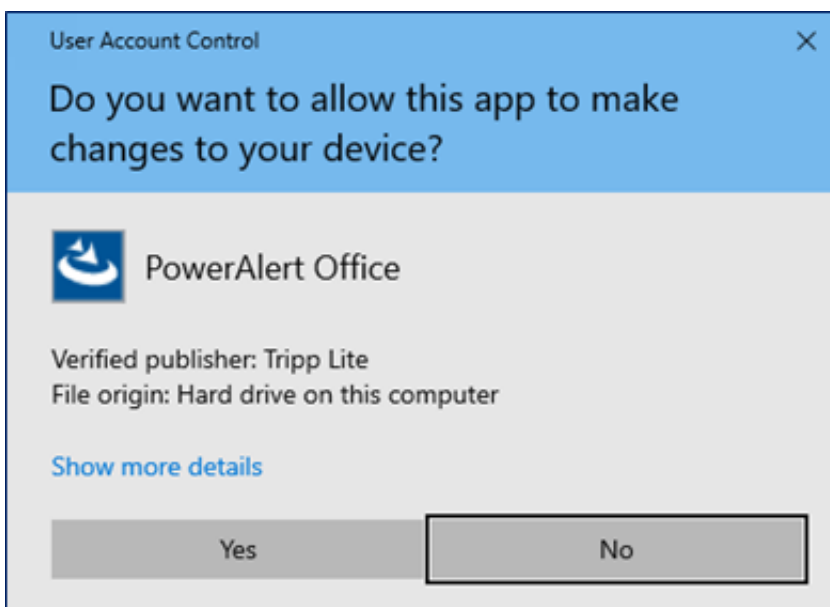 User Account Control
Do you want to allow this app to make
changes to your device?
PowerAlert Office
Verified publisher: Tripp Lite
File origin: Hard drive on this computer
Show more details
Yes
No